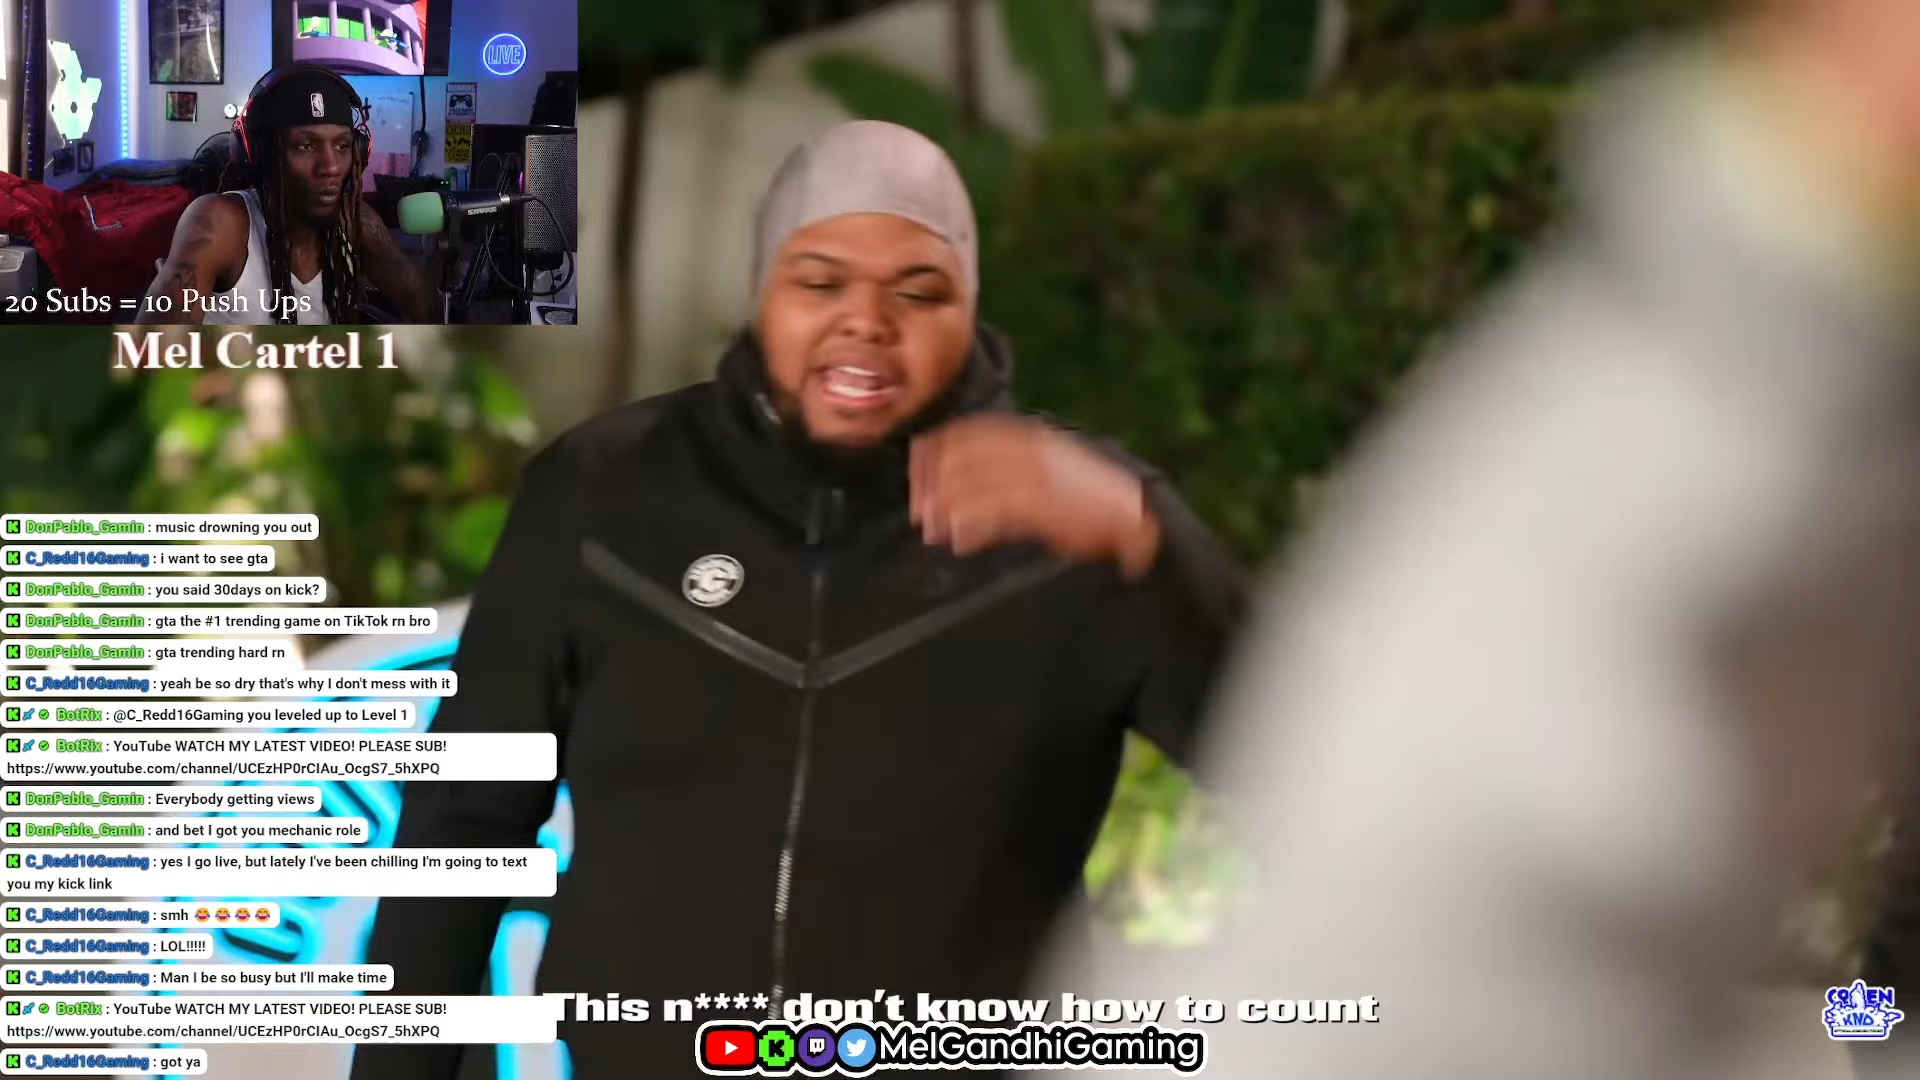 LIVE
SHURE
20 Subs = 10 Push Ups
Mel Cartel 1
DonPablo_Gamin : music drowning you out
C_Redd16Gaming : i want to see gta
DonPablo_Gamin : you said 30days on kick?
DonPablo_Gamin : gta the #1 trending game on TikTok rn bro
DonPablo_Gamin : gta trending hard rn
C_Redd16Gaming : yeah be so dry that's why I don't mess with it
BotRix : @C_Redd16Gaming you leveled up to Level 1
BotRix : YouTube WATCH MY LATEST VIDEO! PLEASE SUB!
https://www.youtube.com/channel/UCEzHP0rCIAu_OcgS7_5hXPQ
DonPablo_Gamin : Everybody getting views
DonPablo_Gamin : and bet I got you mechanic role
C_Redd16Gaming : yes I go live, but lately I've been chilling I'm going to text
you my kick link
C_Redd16Gaming : smh 😂 😂 😂 😂
C_Redd16Gaming : LOL!!!!!
C_Redd16Gaming : Man I be so busy but I'll make time
BotRix : YouTube WATCH MY LATEST VIDEO! PLEASE SUB!
https://www.youtube.com/channel/UCEzHP0rCIAu_OcgS7_5hXPQ
C_Redd16Gaming : got ya
This n**** don't know how to count
MelGandhiGaming